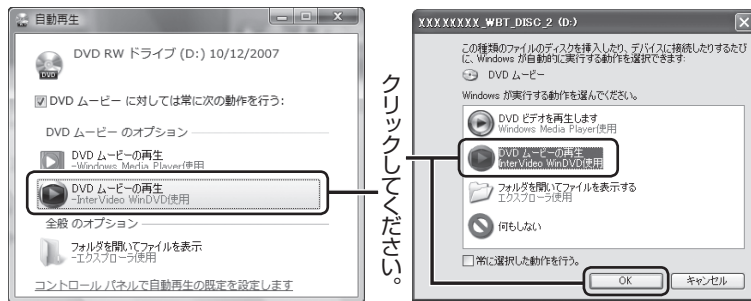 自動再生
DVD RW ドライブ (D:) 10/12/2007
DVD
DVD ムービー に対しては常に次の動作を行う:
DVD ムービー のオプション
DVD ムービーの再生
-Windows Media Player使用
DVD ムービーの再生
-InterVideo WinDVD使用
全般 のオプション
フォルダを開いてファイルを表示
-エクスプローラ使用
コントロール パネルで自動再生の既定を設定します
クリックしてください。
XXXXXXXX_WBT_DISC_2 (D:)
この種類のファイルのディスクを挿入したり、デバイスに接続したりするたび
に、Windows が自動的に実行する動作を選択できます:
DVD ムービー
Windows が実行する動作を選んでください。
DVD ビデオを再生します
Windows Media Player使用
DVD ムービーの再生
InterVideo WinDVD使用
フォルダを開いてファイルを表示する
エクスプローラ使用
何もしない
常に選択した動作を行う。
OK
キャンセル